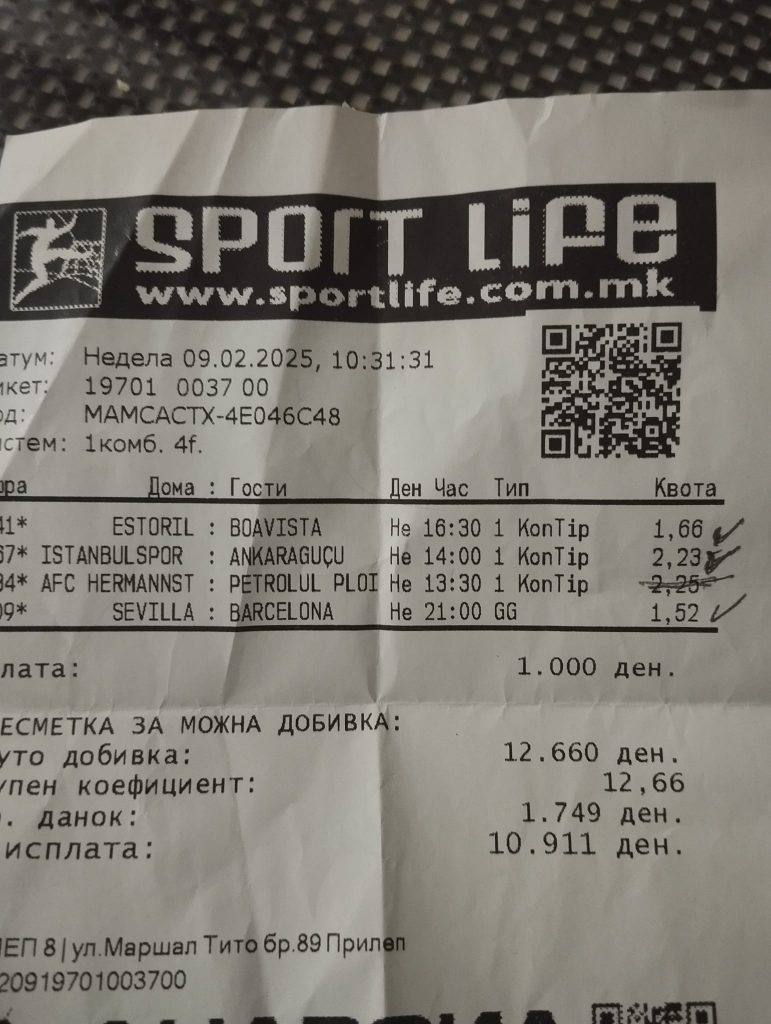 SPORT LIFE
www.sportlife.com.mk
атум: Недела 09.02.2025, 10:31:31
икет: 19701 0037 00
од: MAMCACTX-4E046C48
истем: 1комб. 4f.
ора Дома : Гости Ден Час Тип Квота
41* ESTORIL : BOAVISTA Не 16:30 1 KonTip 1,66
67* ISTANBULSPOR : ANKARAGUÇU Не 14:00 1 KonTip 2,23
34* AFC HERMANNST : PETROLUL PLOI Не 13:30 1 KonTip 2,25
09* SEVILLA : BARCELONA Не 21:00 GG 1,52
лата: 1.000 ден.
ЕСМЕТКА ЗА МОЖНА ДОБИВКА:
уто добивка: 12.660 ден.
упен коефициент: 12,66
. данок: 1.749 ден.
исплата: 10.911 ден.
ЛЕП 8|ул.Маршал Тито бр.89 Прилеп
20919701003700